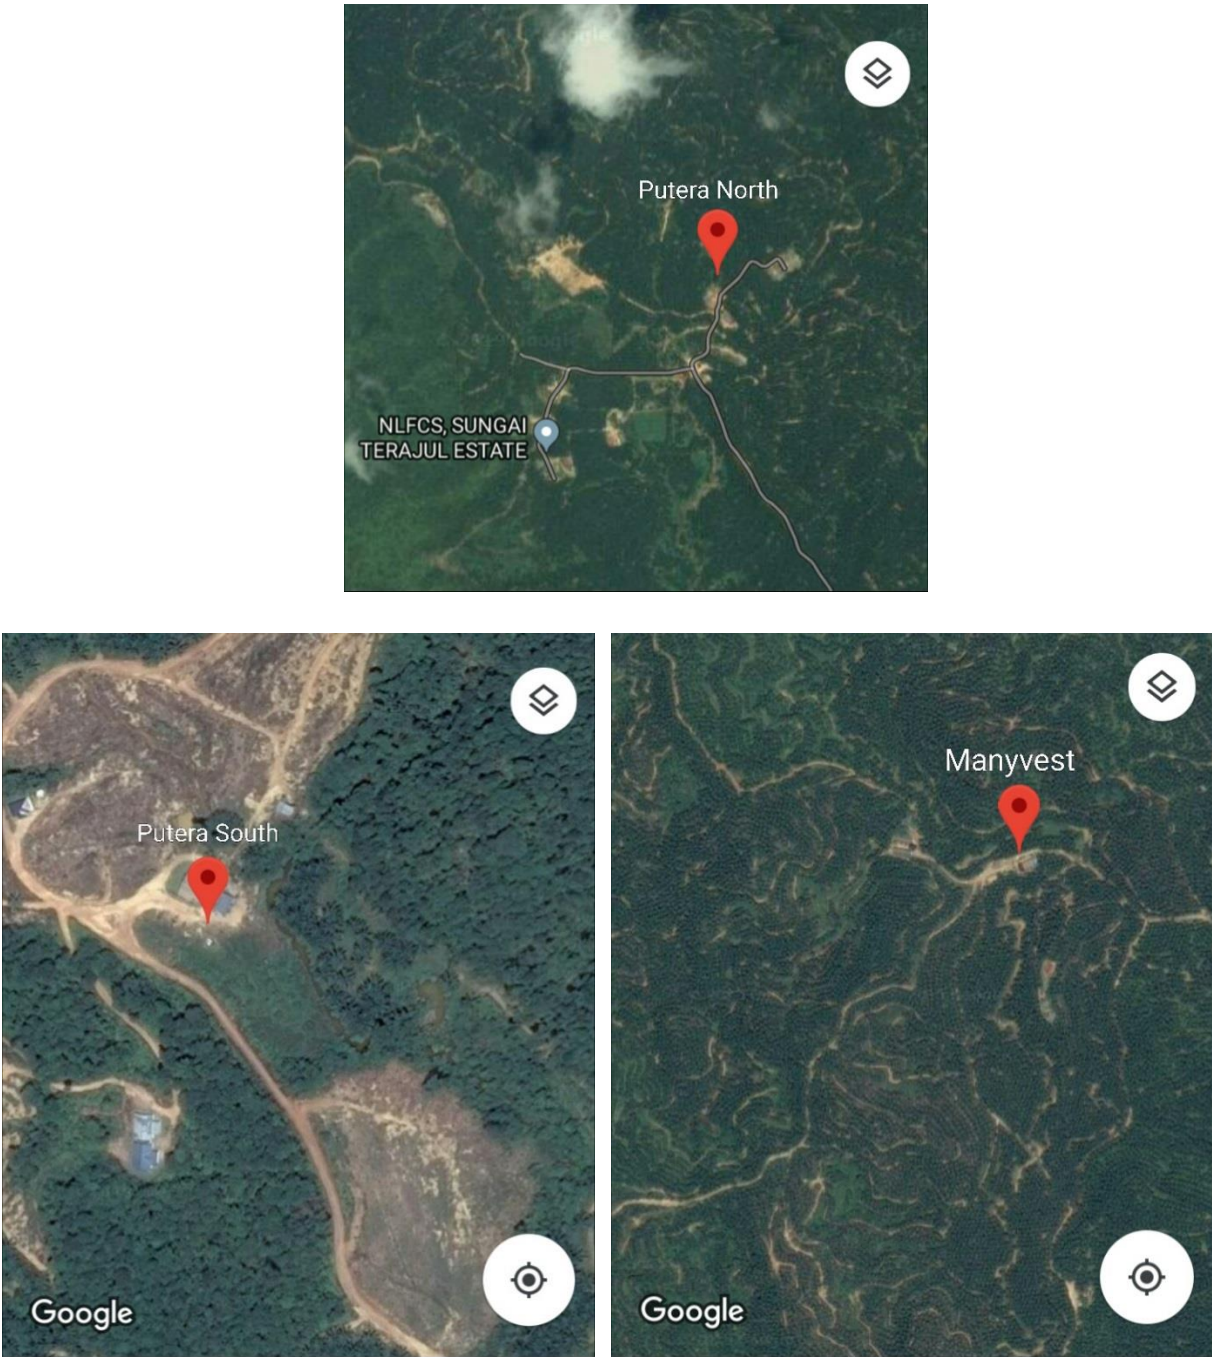 Putera North
NLFCS, SUNGAI
TERAJUL ESTATE
Putera South
Google
Manyvest
Google